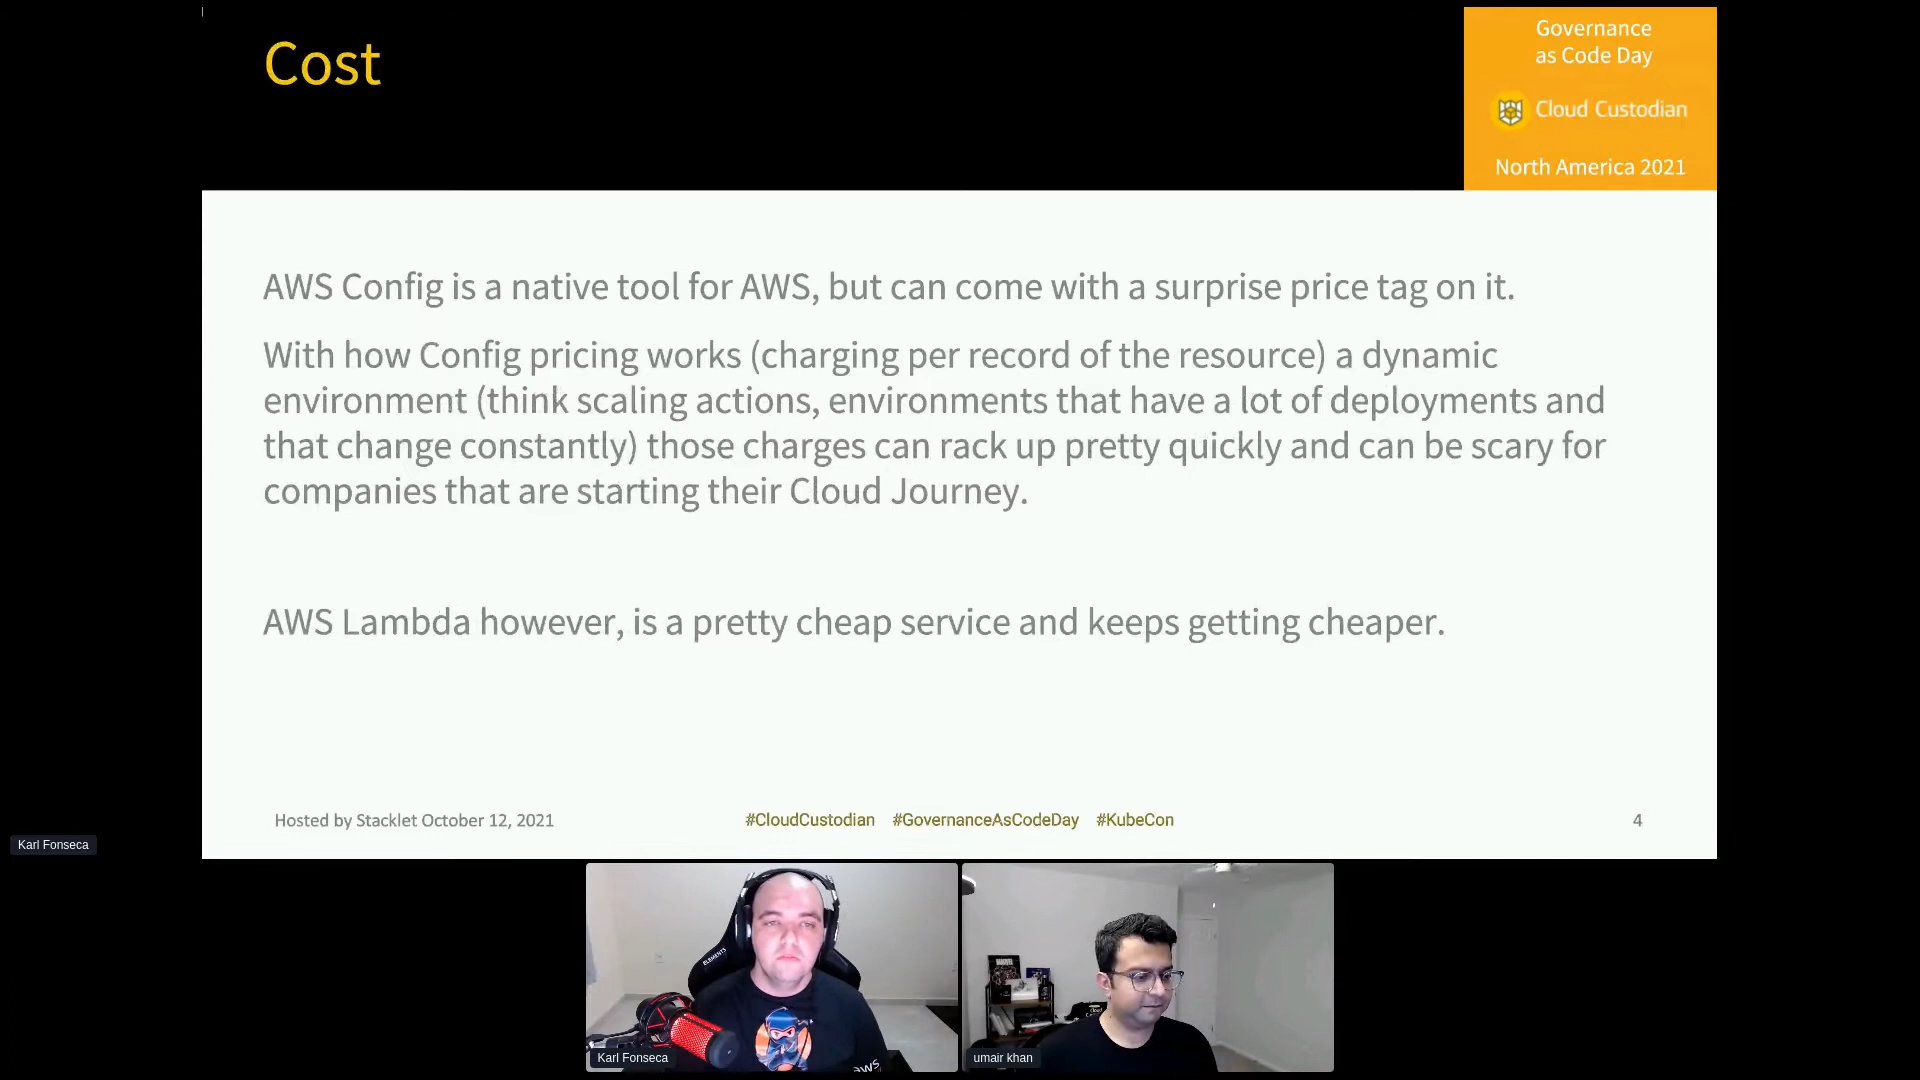 Cost
Governance
as Code Day
Cloud Custodian
North America 2021
AWS Config is a native tool for AWS, but can come with a surprise price tag on it.
With how Config pricing works (charging per record of the resource) a dynamic
environment (think scaling actions, environments that have a lot of deployments and
that change constantly) those charges can rack up pretty quickly and can be scary for
companies that are starting their Cloud Journey.
AWS Lambda however, is a pretty cheap service and keeps getting cheaper.
Hosted by Stacklet October 12, 2021
#CloudCustodian #GovernanceAsCodeDay #KubeCon
4
Karl Fonseca
ELEMENTS
MARVEL
Cloud
Karl Fonseca
aws
umair khan